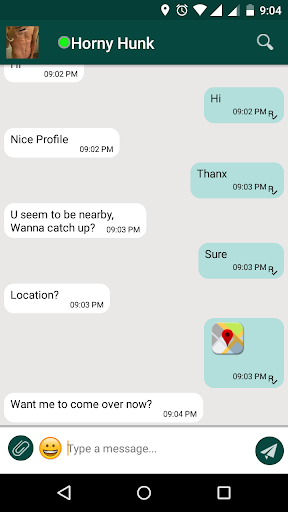 9:04
Horny Hunk
Hi
09:02 PM
Hi
09:02 PM R
Nice Profile
09:02 PM
Thanx
09:03 PM R
U seem to be nearby,
Wanna catch up? 09:03 PM
Sure
09:03 PM R
Location?
09:03 PM
09:03 PM R
Want me to come over now?
09:04 PM
Type a message...